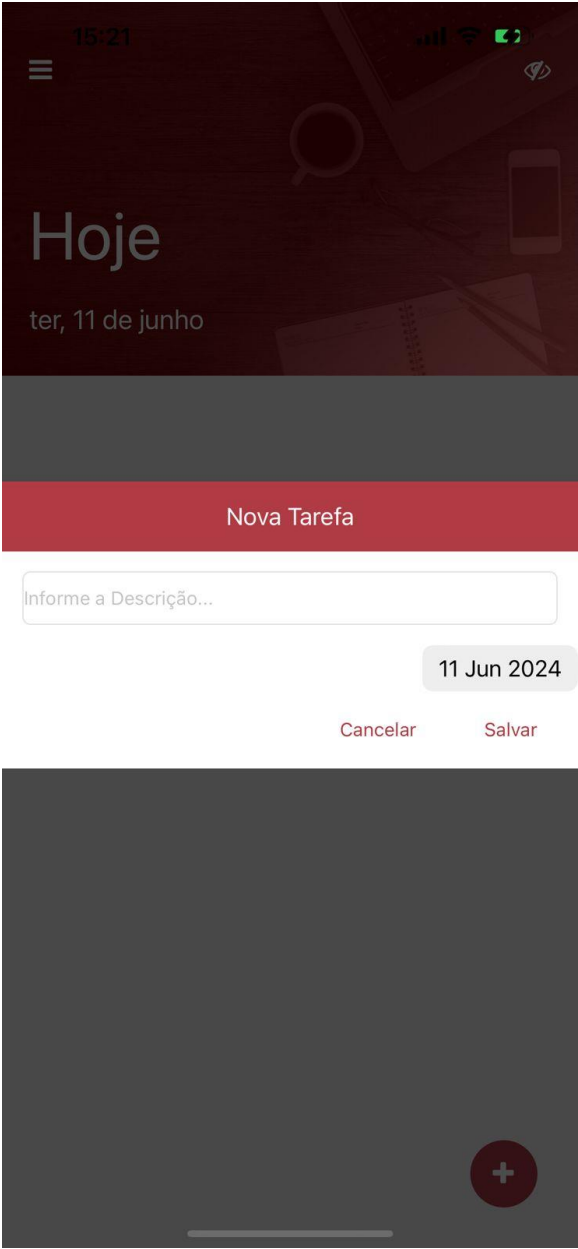 15:21
Hoje
ter, 11 de junho
Nova Tarefa
Informe a Descrição...
11 Jun 2024
Cancelar Salvar